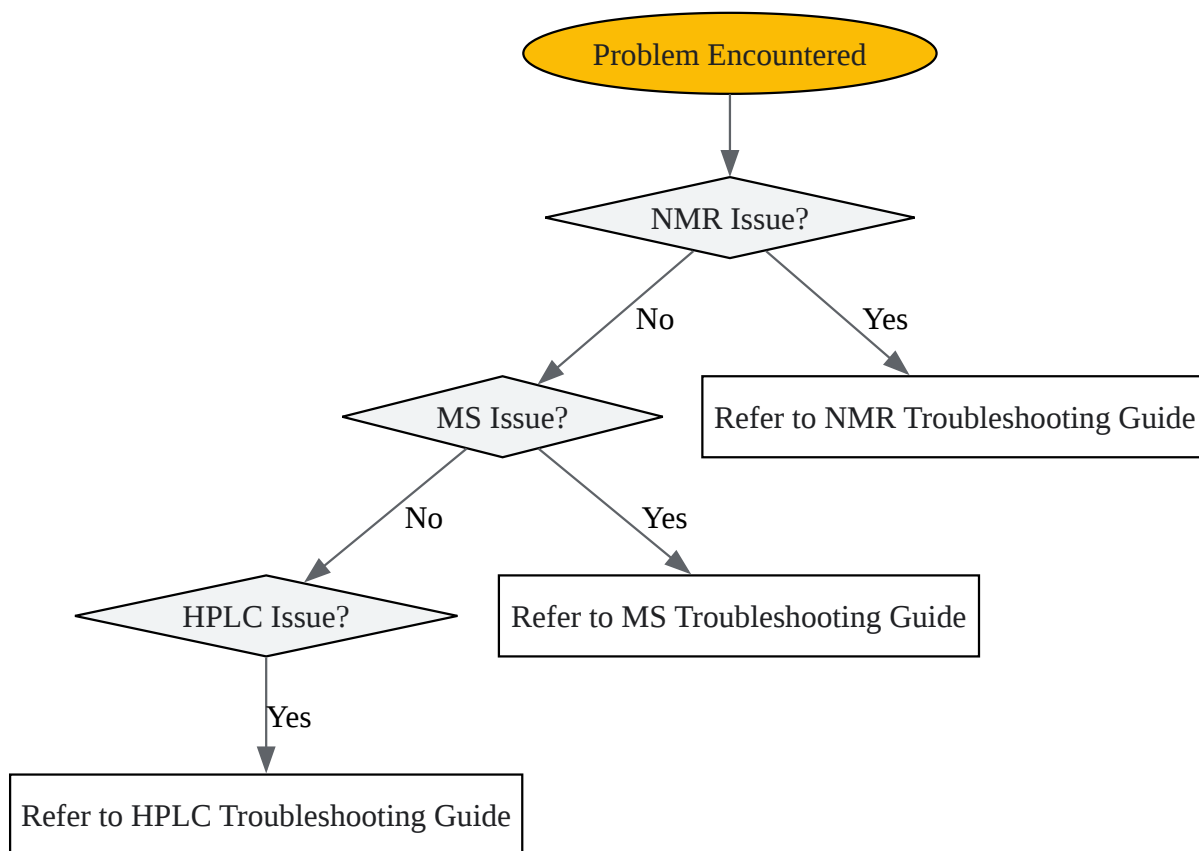 Problem Encountered
NMR Issue?
No
Yes
MS Issue?
Refer to NMR Troubleshooting Guide
No
Yes
HPLC Issue?
Refer to MS Troubleshooting Guide
Yes
Refer to HPLC Troubleshooting Guide